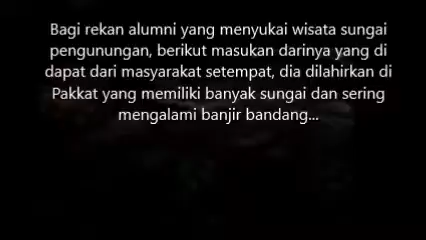 Bagi rekan alumni yang menyukai wisata sungai
pengunungan, berikut masukan darinya yang di
dapat dari masyarakat setempat, dia dilahirkan di
Pakkat yang memiliki banyak sungai dan sering
mengalami banjir bandang...